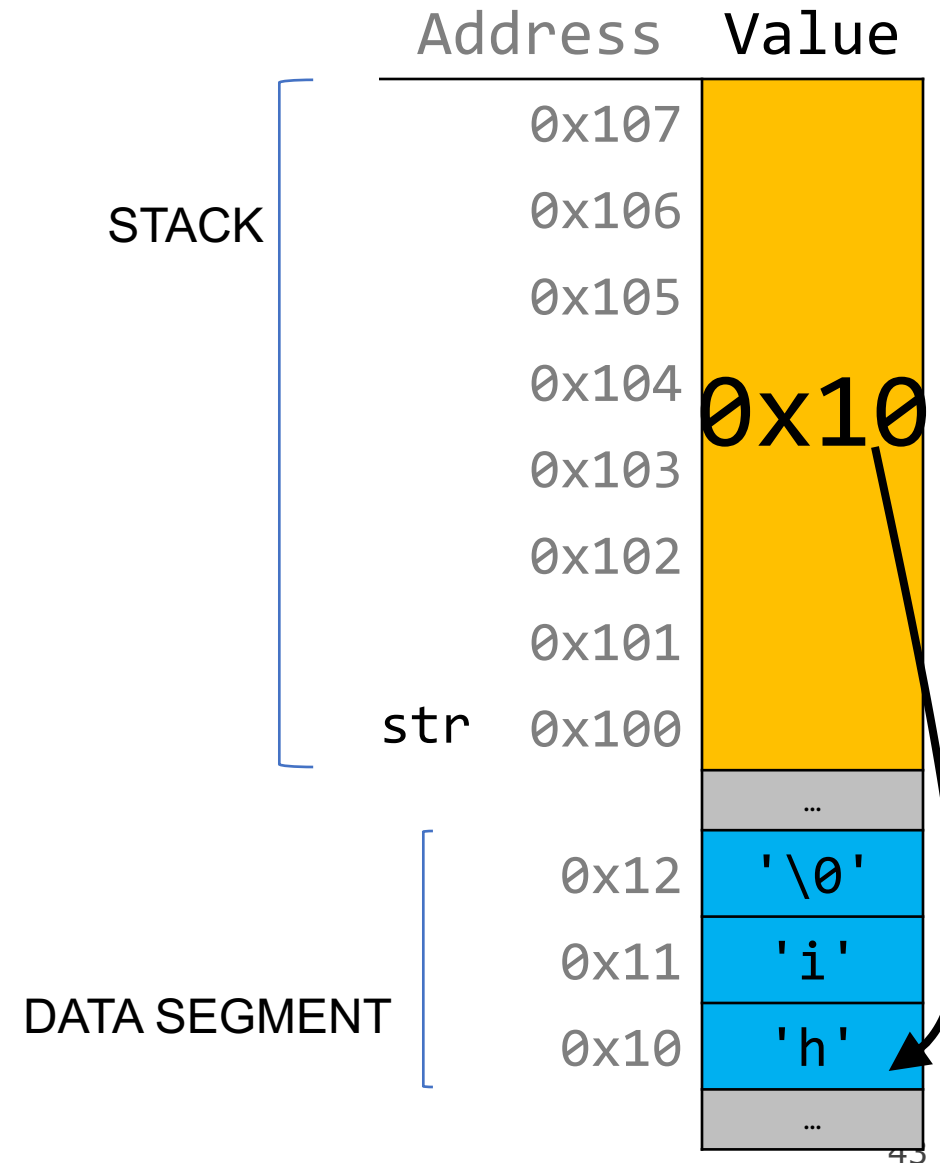 Address Value
0x107
0x106
STACK
0x105
0x104
0x10
0x103
0x102
0x101
str 0x100
…
0x12 '\0'
0x11 'i'
DATA SEGMENT
0x10 'h'
…
43